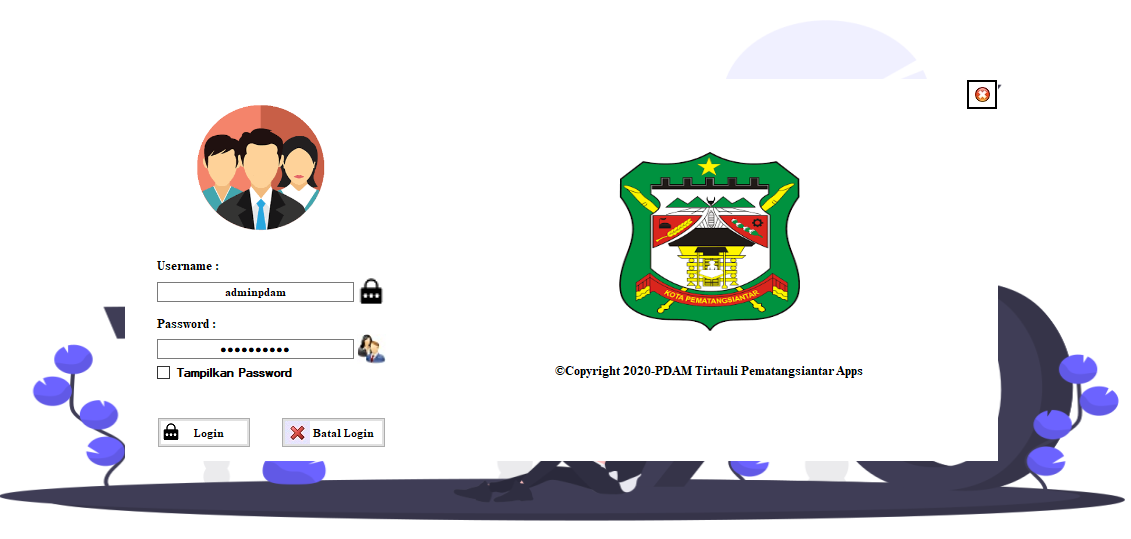 Username :
adminpdam
Password :
●●●●●●●●●●
Tampilkan Password
Login
Batal Login
KOTA PEMATANGSIANTAR
©Copyright 2020-PDAM Tirtauli Pematangsiantar Apps